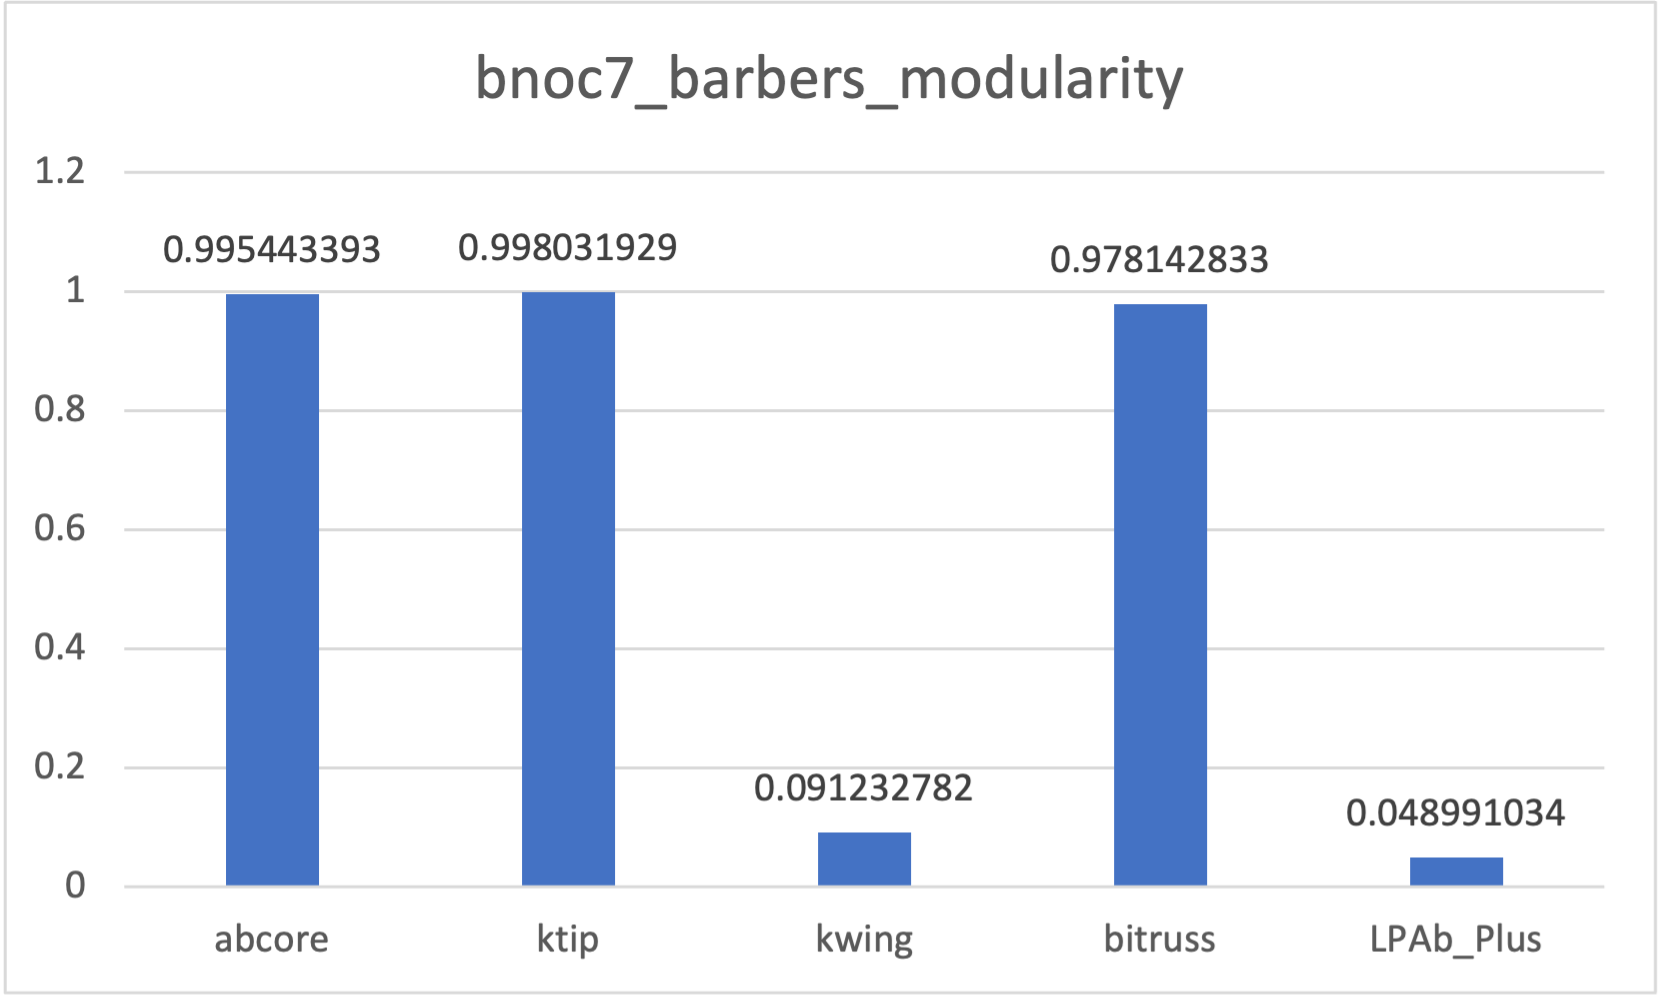 bnoc7_barbers_modularity
1.2
1
0.8
0.6
0.4
0.2
0
0.995443393
0.998031929
0.091232782
0.978142833
0.048991034
abcore
ktip
kwing
bitruss
LPAb_Plus